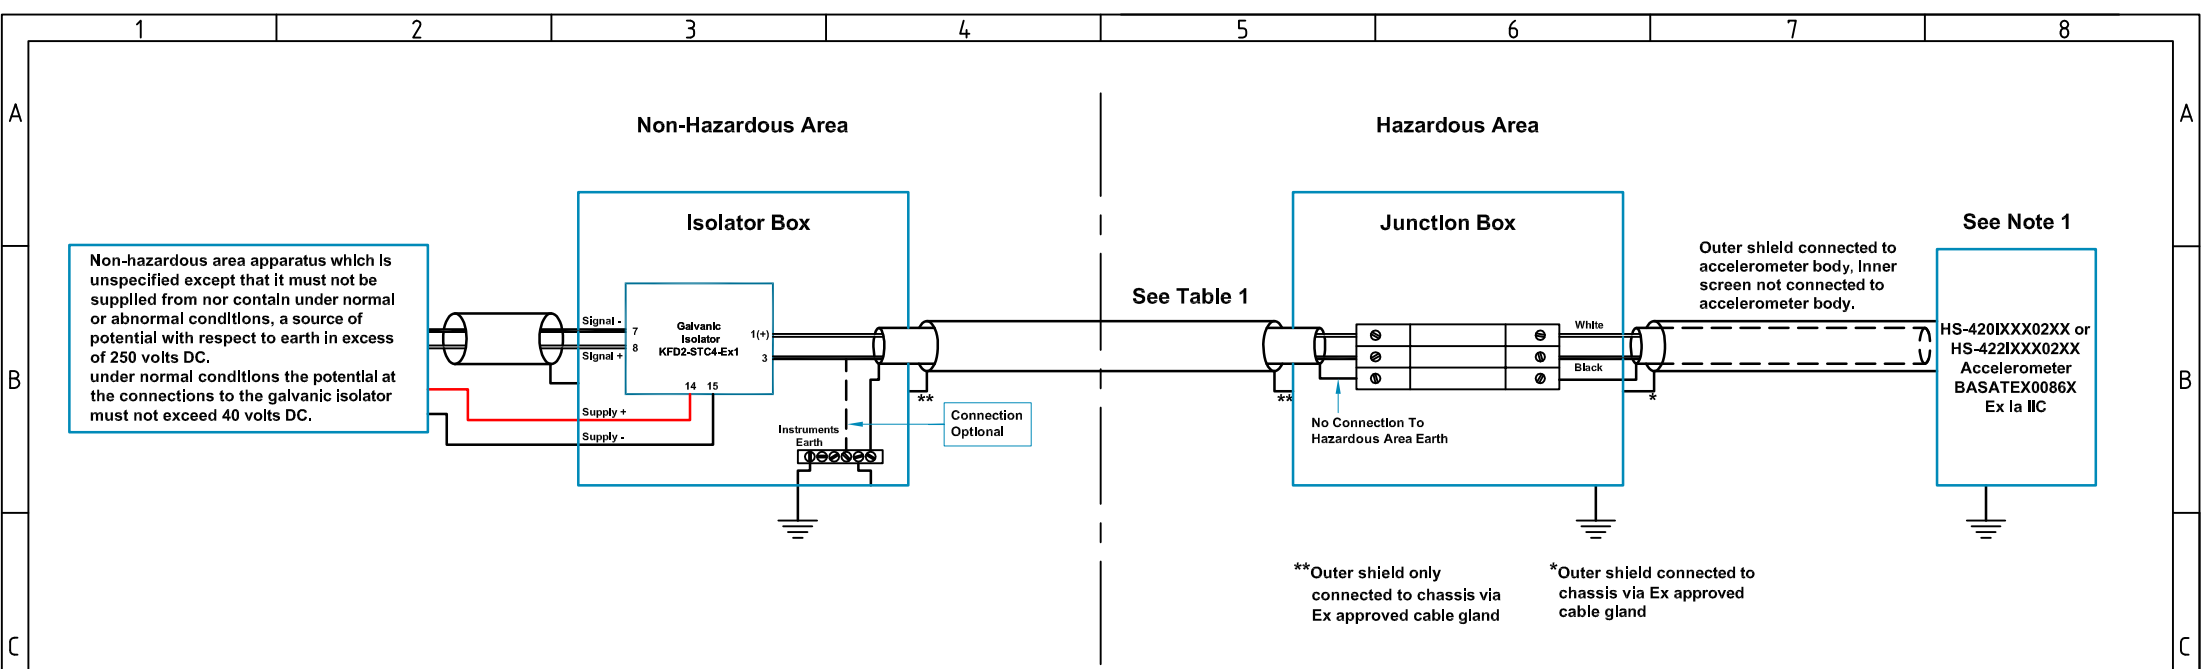 1 2 3 4 5 6 7 8
A A
Non-Hazardous Area
Hazardous Area
Isolator Box
Junction Box
See Note 1
B B
Non-hazardous area apparatus which is
unspecified except that it must not be
supplied from nor contain under normal
or abnormal conditions, a source of
potential with respect to earth in excess
of 250 volts DC.
under normal conditions the potential at
the connections to the galvanic isolator
must not exceed 40 volts DC.
Signal -
Signal +
7
8
Galvanic
Isolator
KFD2-STC4-Ex1
1(+)
3
14 15
Supply +
Supply -
Instruments
Earth
**
Connection
Optional
See Table 1
**
No Connection To
Hazardous Area Earth
White
Black
*
Outer shield connected to
accelerometer body, Inner
screen not connected to
accelerometer body.
HS-420IXXX02XX or
HS-422IXXX02XX
Accelerometer
BASATEX0086X
Ex Ia IIC
**Outer shield only
connected to chassis via
Ex approved cable gland
*Outer shield connected to
chassis via Ex approved
cable gland
C C